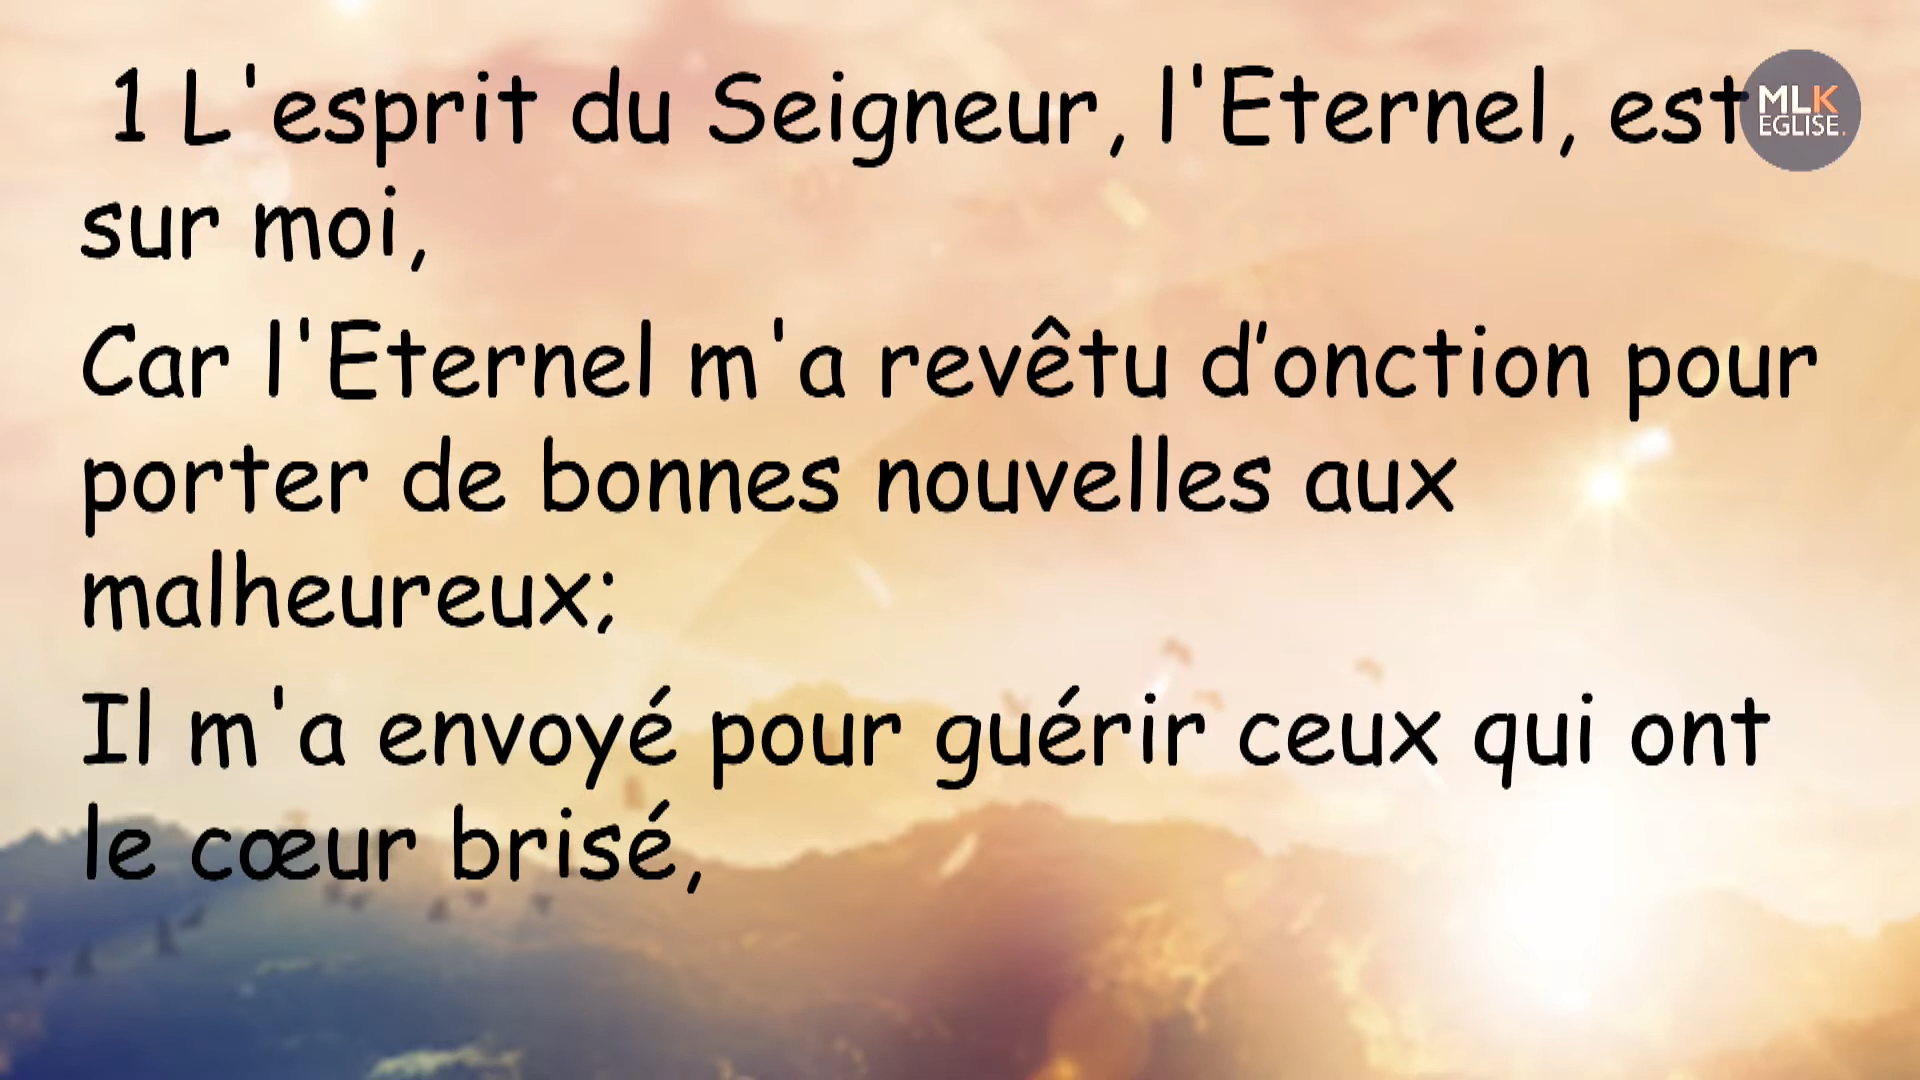 1 L'esprit du Seigneur, l'Eternel, est
MLK
EGLISE.
sur moi,
Car l'Eternel m'a revêtu d’onction pour
porter de bonnes nouvelles aux
malheureux;
Il m'a envoyé pour guérir ceux qui ont
le cœur brisé,